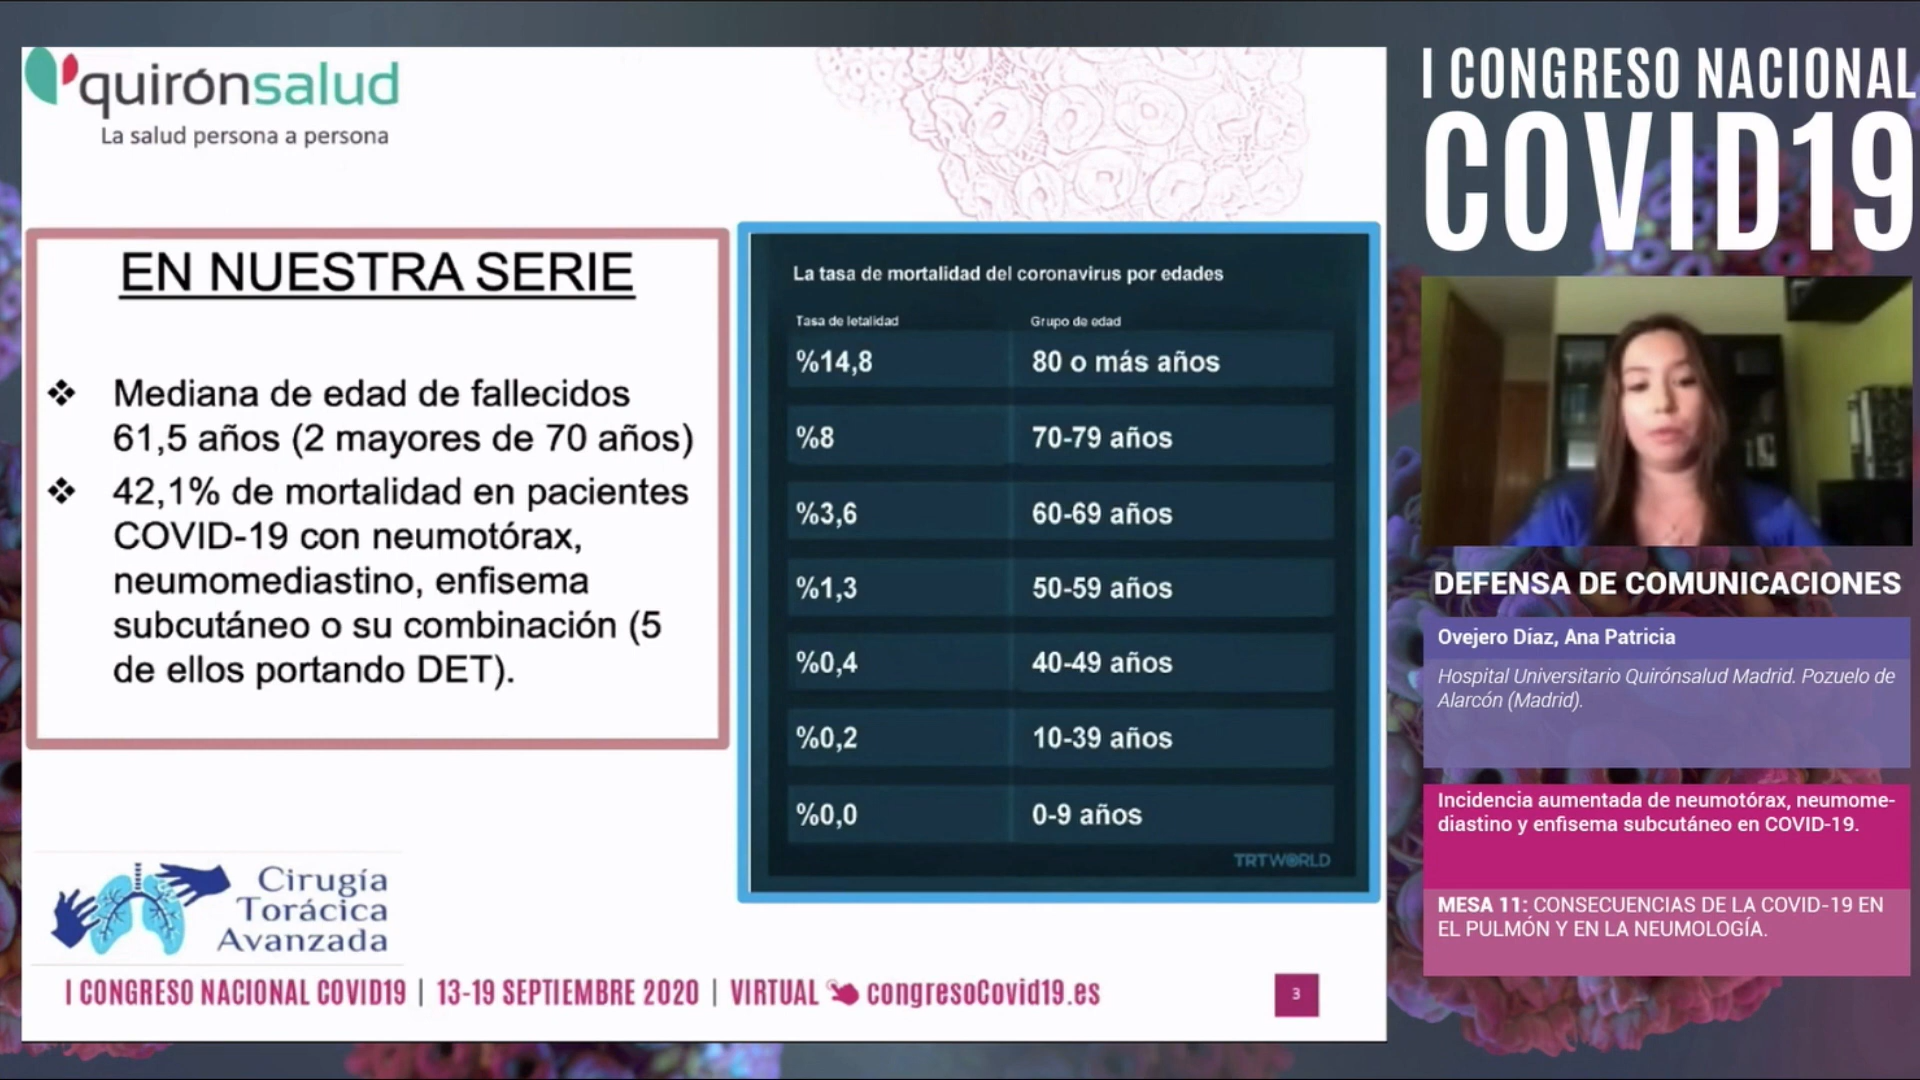 quirónsalud
La salud persona a persona
EN NUESTRA SERIE
❖ Mediana de edad de fallecidos
61,5 años (2 mayores de 70 años)
❖ 42,1% de mortalidad en pacientes
COVID-19 con neumotórax,
neumomediastino, enfisema
subcutáneo o su combinación (5
de ellos portando DET).
La tasa de mortalidad del coronavirus por edades
Tasa de letalidad Grupo de edad
%14,8 80 o más años
%8 70-79 años
%3,6 60-69 años
%1,3 50-59 años
%0,4 40-49 años
%0,2 10-39 años
%0,0 0-9 años
TRTWORLD
Cirugía
Torácica
Avanzada
I CONGRESO NACIONAL COVID19 | 13-19 SEPTIEMBRE 2020 | VIRTUAL congresoCovid19.es
3
I CONGRESO NACIONAL
COVID19
DEFENSA DE COMUNICACIONES
Ovejero Díaz, Ana Patricia
Hospital Universitario Quirónsalud Madrid. Pozuelo de
Alarcón (Madrid).
Incidencia aumentada de neumotórax, neumome-
diastino y enfisema subcutáneo en COVID-19.
MESA 11: CONSECUENCIAS DE LA COVID-19 EN
EL PULMÓN Y EN LA NEUMOLOGÍA.